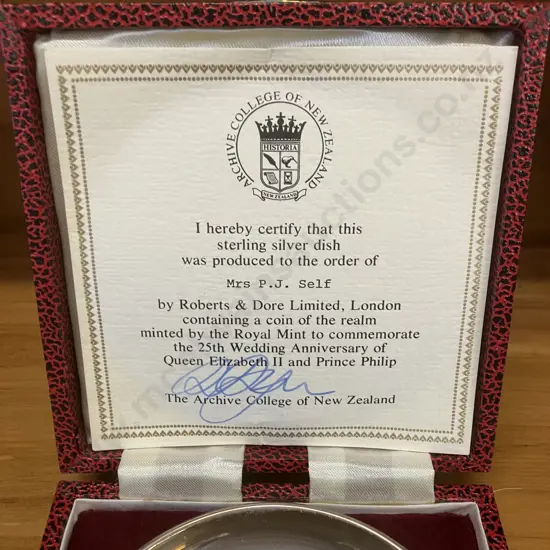 ARCHIVE COLLEGE OF NEW ZEALAND
HISTORIA
NEW ZEALAND
I hereby certify that this
sterling silver dish
was produced to the order of
Mrs P.J. Self
by Roberts & Dore Limited, London
containing a coin of the realm
minted by the Royal Mint to commemorate
the 25th Wedding Anniversary of
Queen Elizabeth II and Prince Philip
The Archive College of New Zealand